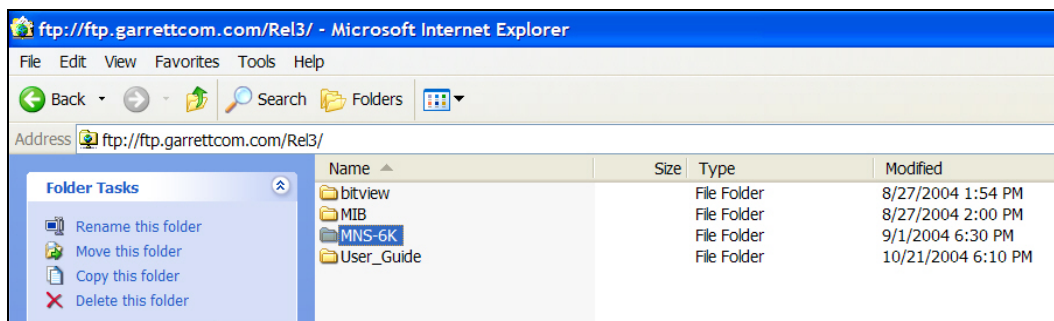 ftp://ftp.garrettcom.com/Rel3/ - Microsoft Internet Explorer
File Edit View Favorites Tools Help
Back Search Folders
Address ftp://ftp.garrettcom.com/Rel3/
Folder Tasks
Rename this folder
Move this folder
Copy this folder
Delete this folder
Name Size Type Modified
bitview File Folder 8/27/2004 1:54 PM
MIB File Folder 8/27/2004 2:00 PM
MNS-6K File Folder 9/1/2004 6:30 PM
User_Guide File Folder 10/21/2004 6:10 PM